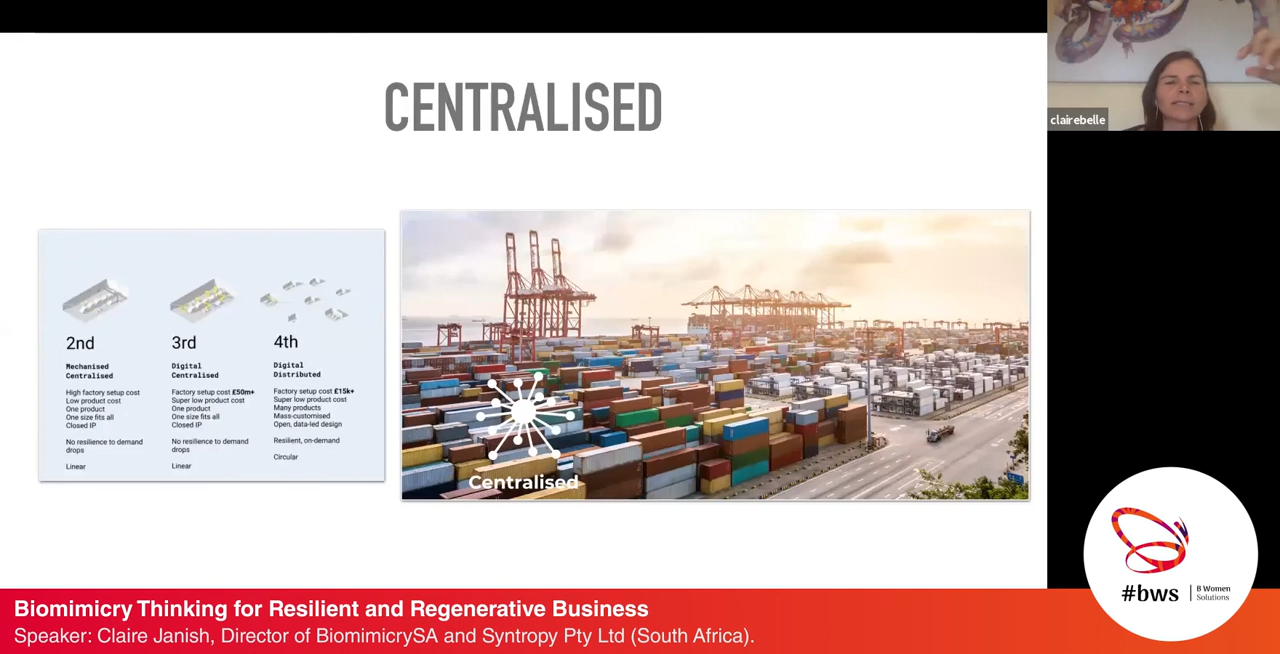 CENTRALISED
clairebelle
2nd
Mechanised
Centralised
High factory setup cost
Low product cost
One product
One size fits all
Closed IP
No resilience to demand
drops
Linear
3rd
Digital
Centralised
Factory setup cost £50m+
Super low product cost
One product
One size fits all
Closed IP
No resilience to demand
drops
Linear
4th
Digital
Distributed
Factory setup cost £15k+
Super low product cost
Many products
Mass-customised
Open, data-led design
Resilient, on-demand
Circular
Centralised
#bws
B Women
Solutions
Biomimicry Thinking for Resilient and Regenerative Business
Speaker: Claire Janish, Director of BiomimicrySA and Syntropy Pty Ltd (South Africa).